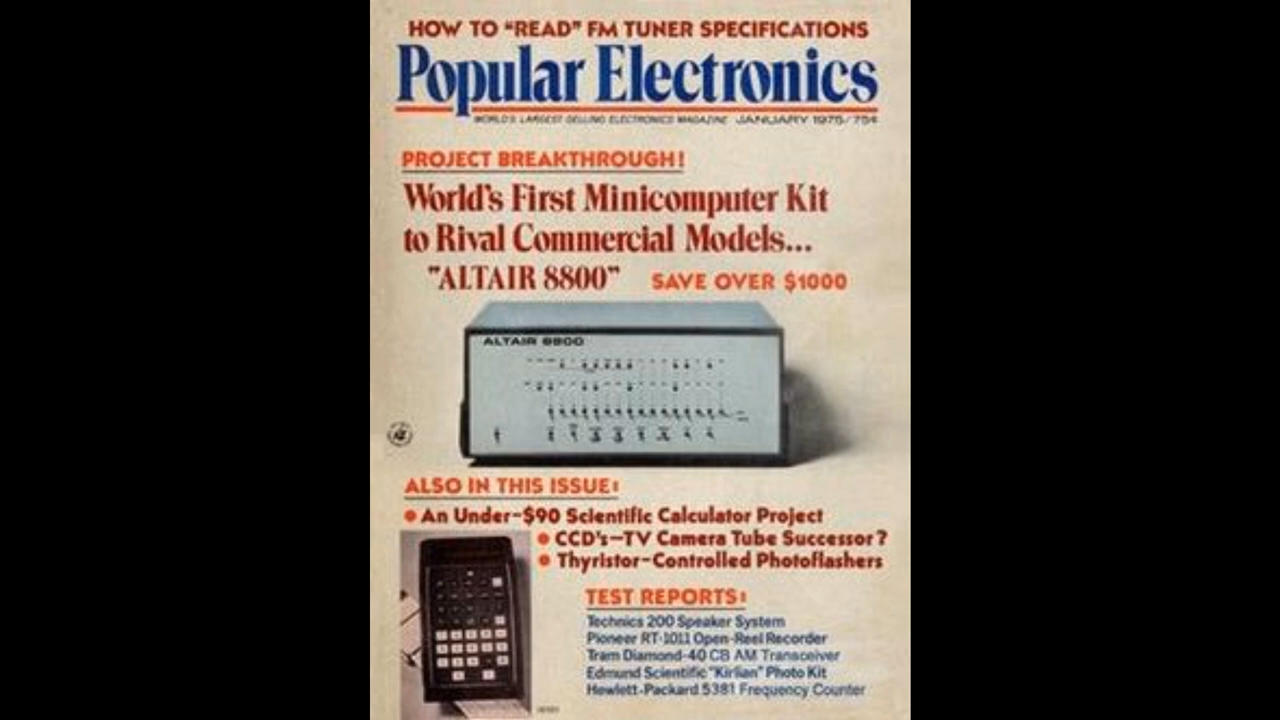 HOW TO “READ” FM TUNER SPECIFICATIONS
Popular Electronics
WORLD'S LARGEST SELLING ELECTRONICS MAGAZINE JANUARY 1975/75¢
PROJECT BREAKTHROUGH!
World's First Minicomputer Kit
to Rival Commercial Models...
"ALTAIR 8800" SAVE OVER $1000
ALTAIR 8800
ALSO IN THIS ISSUE:
● An Under-$90 Scientific Calculator Project
● CCD's—TV Camera Tube Successor?
● Thyristor-Controlled Photoflashers
TEST REPORTS:
Technics 200 Speaker System
Pioneer RT-1011 Open-Reel Recorder
Tram Diamond-40 CB AM Transceiver
Edmund Scientific "Kirlian" Photo Kit
Hewlett-Packard 5381 Frequency Counter